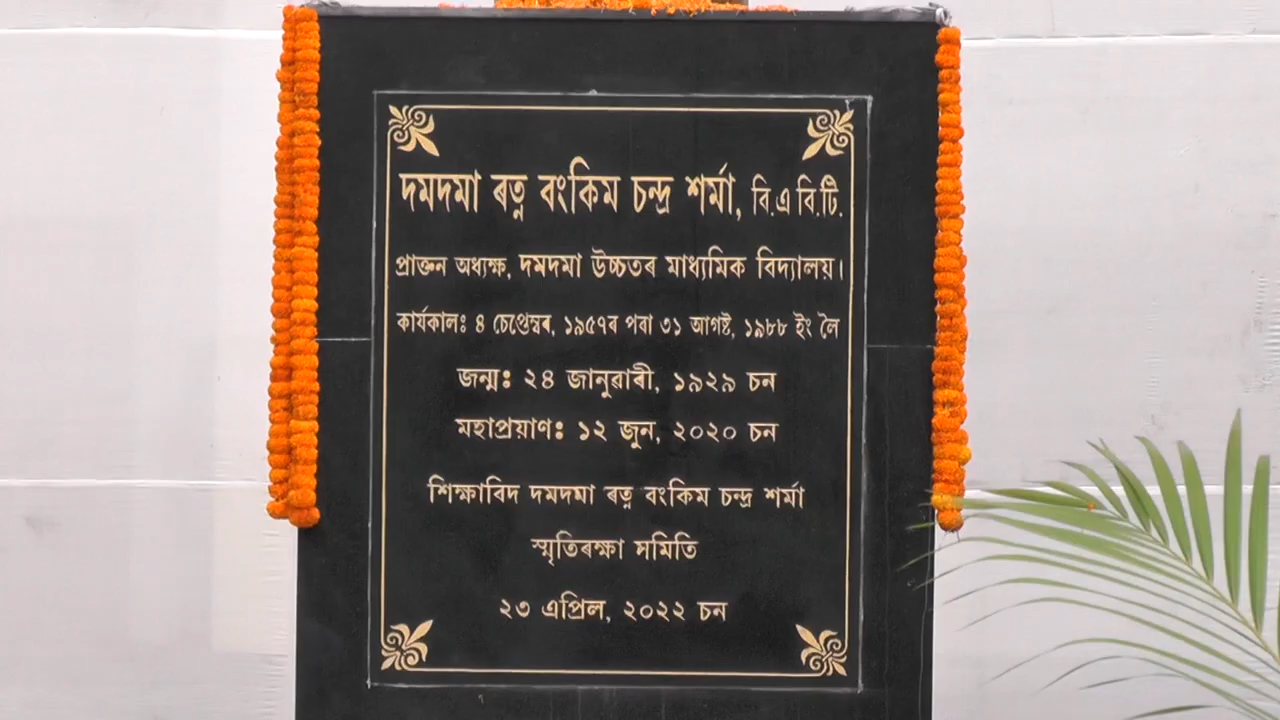 দমদমা ৰত্ন বংকিম চন্দ্ৰ শৰ্মা, বি.এ বি.টি.
প্ৰাক্তন অধ্যক্ষ, দমদমা উচ্চতৰ মাধ্যমিক বিদ্যালয়।
কাৰ্যকালঃ ৪ চেপ্তেম্বৰ, ১৯৫৭ৰ পৰা ৩১ আগষ্ট, ১৯৮৮ ইং লৈ
জন্মঃ ২৪ জানুৱাৰী, ১৯২৯ চন
মহাপ্ৰয়াণঃ ১২ জুন, ২০২০ চন
শিক্ষাবিদ দমদমা ৰত্ন বংকিম চন্দ্ৰ শৰ্মা
স্মৃতিৰক্ষা সমিতি
২৩ এপ্ৰিল, ২০২২ চন